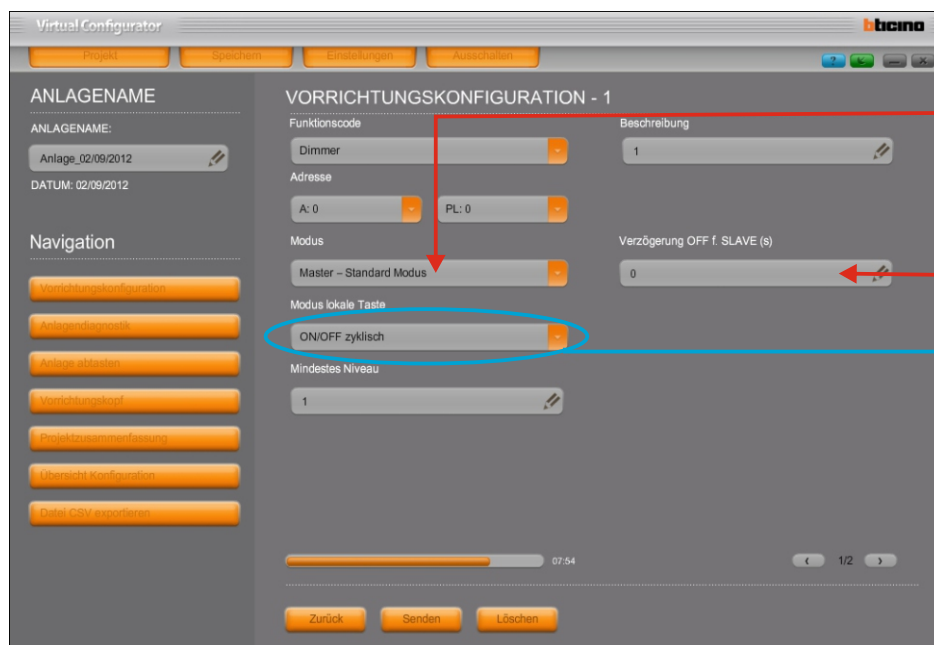 Virtual Configurator
bticino
Projekt
Speichern
Einstellungen
Ausschalten
?
ANLAGENAME
ANLAGENAME:
Anlage_02/09/2012
DATUM: 02/09/2012
Navigation
Vorrichtungskonfiguration
Anlagendiagnostik
Anlage abtasten
Vorrichtungskopf
Projektzusammenfassung
Übersicht Konfiguration
Datei CSV exportieren
VORRICHTUNGSKONFIGURATION - 1
Funktionscode
Beschreibung
Dimmer
1
Adresse
A: 0
PL: 0
Modus
Verzögerung OFF f. SLAVE (s)
Master – Standard Modus
0
Modus lokale Taste
ON/OFF zyklisch
Mindestes Niveau
1
07:54
1/2
Zurück
Senden
Löschen